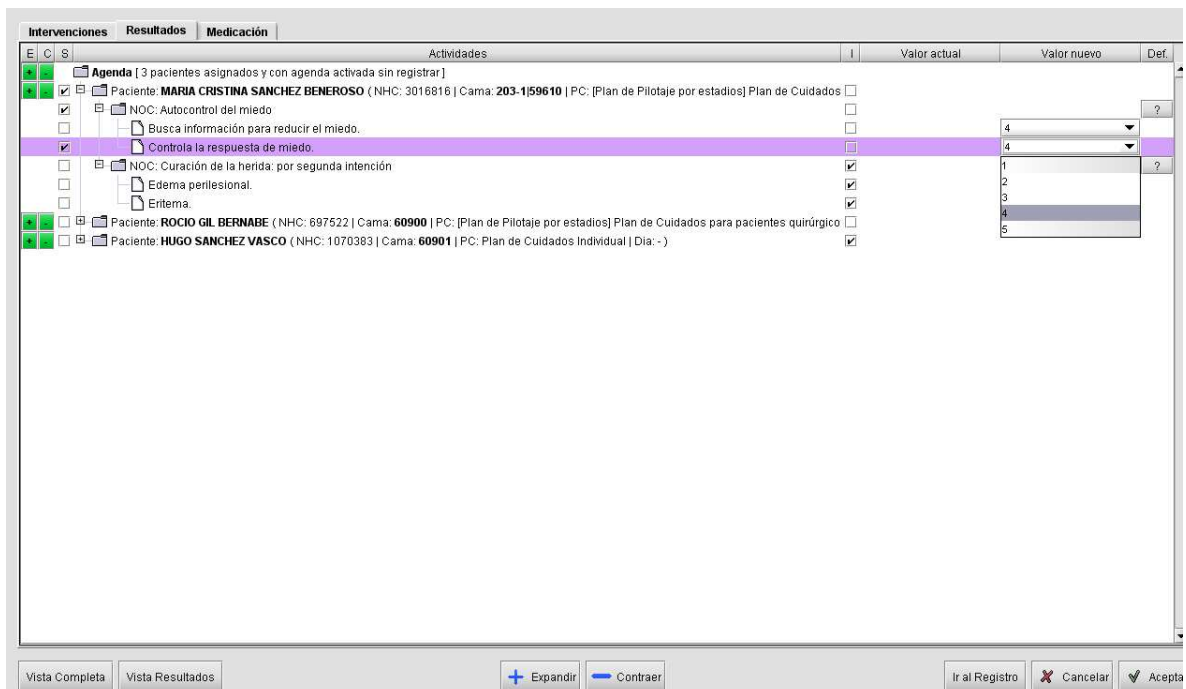 Intervenciones Resultados Medicación
E C S Actividades I Valor actual Valor nuevo Def.
Agenda [ 3 pacientes asignados y con agenda activada sin registrar ]
Paciente: MARIA CRISTINA SANCHEZ BENEROSO ( NHC: 3016816 | Cama: 203-1|59610 | PC: [Plan de Pilotaje por estadios] Plan de Cuidados
NOC: Autocontrol del miedo ?
Busca información para reducir el miedo. 4
Controla la respuesta de miedo. 4
NOC: Curación de la herida: por segunda intención 1 ?
Edema perilesional. 2
Eritema. 3
Paciente: ROCIO GIL BERNABE ( NHC: 697522 | Cama: 60900 | PC: [Plan de Pilotaje por estadios] Plan de Cuidados para pacientes quirúrgico 4
Paciente: HUGO SANCHEZ VASCO ( NHC: 1070383 | Cama: 60901 | PC: Plan de Cuidados Individual | Dia: - ) 5
Vista Completa Vista Resultados Expandir Contraer Ir al Registro Cancelar Acepta